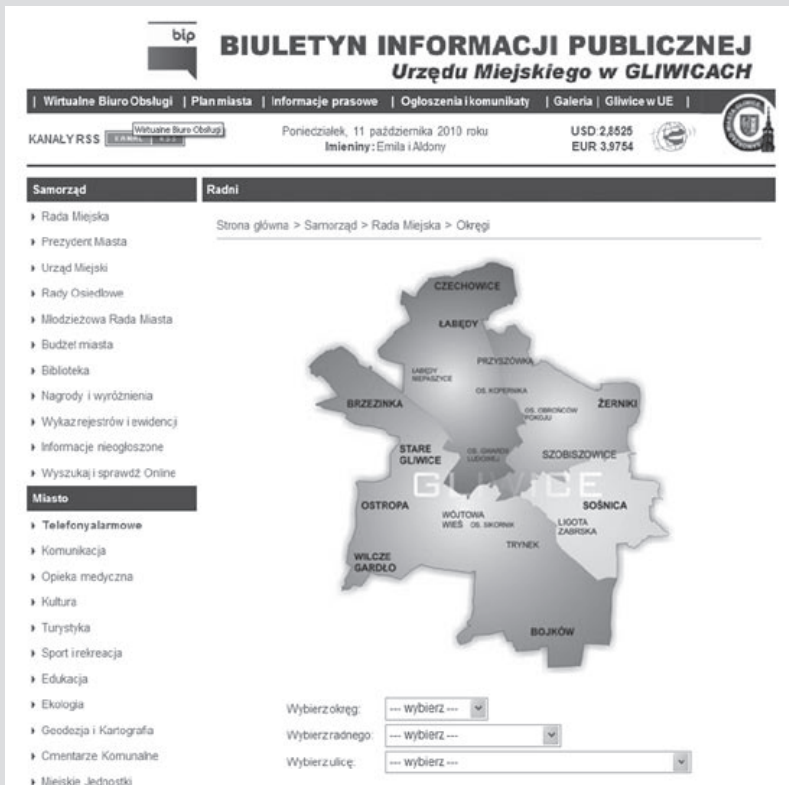 bip
BIULETYN INFORMACJI PUBLICZNEJ
Urzędu Miejskiego w GLIWICACH
| Wirtualne Biuro Obsługi | Plan miasta | Informacje prasowe | Ogłoszenia i komunikaty | Galeria | Gliwice w UE |
KANAŁY RSS
Wirtualne Biuro Obsługi
Poniedziałek, 11 października 2010 roku
Imieniny: Emila i Aldony
USD 2,8525
EUR 3,9754
Samorząd
Rada Miejska
Prezydent Miasta
Urząd Miejski
Rady Osiedlowe
Młodzieżowa Rada Miasta
Budżet miasta
Biblioteka
Nagrody i wyróżnienia
Wykaz rejestrów i ewidencji
Informacje nieogłoszone
Wyszukaj i sprawdź Online
Miasto
Telefony alarmowe
Komunikacja
Opieka medyczna
Kultura
Turystyka
Sport i rekreacja
Edukacja
Ekologia
Geodezja i Kartografia
Cmentarze Komunalne
Miejskie Jednostki
Radni
Strona główna > Samorząd > Rada Miejska > Okręgi
CZECHOWICE
ŁABĘDY
PRZYSZÓWKA
ŁABĘDY
NIEPASZYCE
OS. KOPERNIKA
BRZEZINKA
OS. OBROŃCÓW
POKOJU
ŻERNIKI
STARE
GLIWICE
OS. GWARDII
LUDOWEJ
SZOBISZOWICE
GLIWICE
OSTROPA
WÓJTOWA
WIEŚ
OS. SIKORNIK
SOŚNICA
LIGOTA
ZABRSKA
TRYNEK
WILCZE
GARDŁO
BOJKÓW
Wybierz okręg: --- wybierz ---
Wybierz radnego: --- wybierz ---
Wybierz ulicę: --- wybierz ---